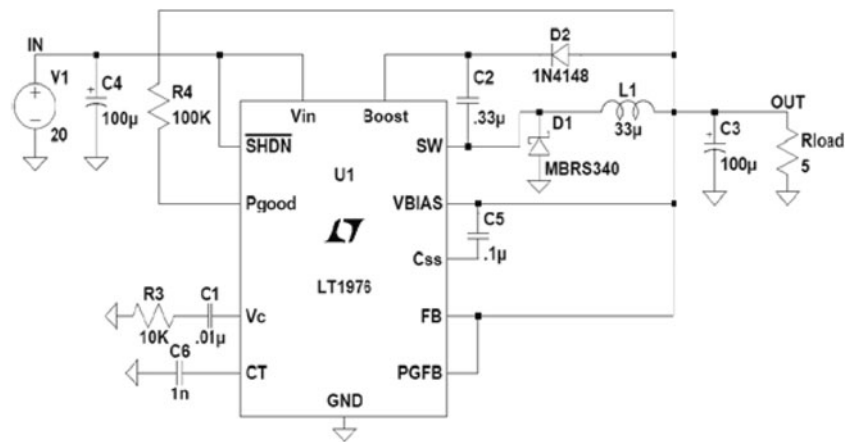 IN
V1
20
C4
100µ
R4
100K
Vin
Boost
C2
.33µ
D2
1N4148
L1
33µ
D1
MBRS340
OUT
C3
100µ
Rload
5
SHDN
SW
U1
Pgood
VBIAS
C5
.1µ
Css
LT1976
R3
10K
C1
.01µ
Vc
FB
C6
1n
CT
PGFB
GND